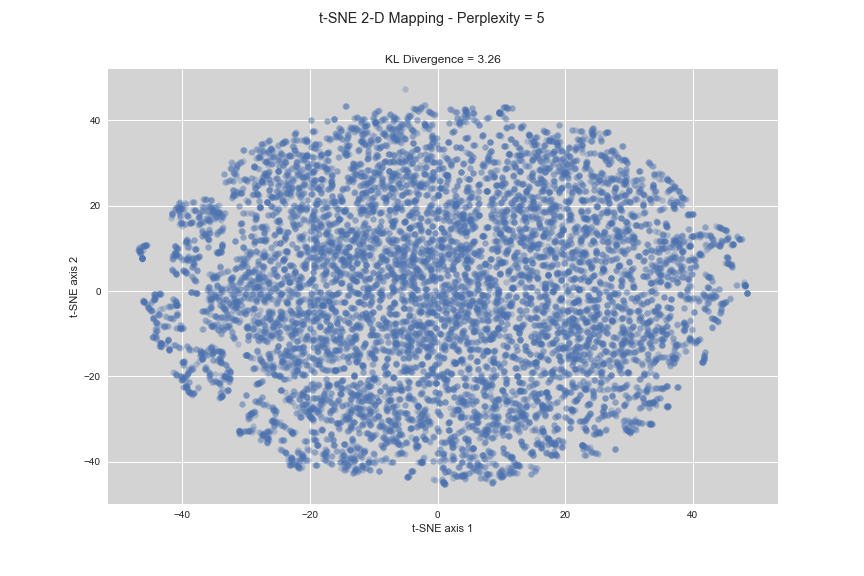 t-SNE 2-D Mapping - Perplexity = 5
KL Divergence = 3.26
40
20
0
−20
−40
t-SNE axis 2
−40 −20 0 20 40
t-SNE axis 1